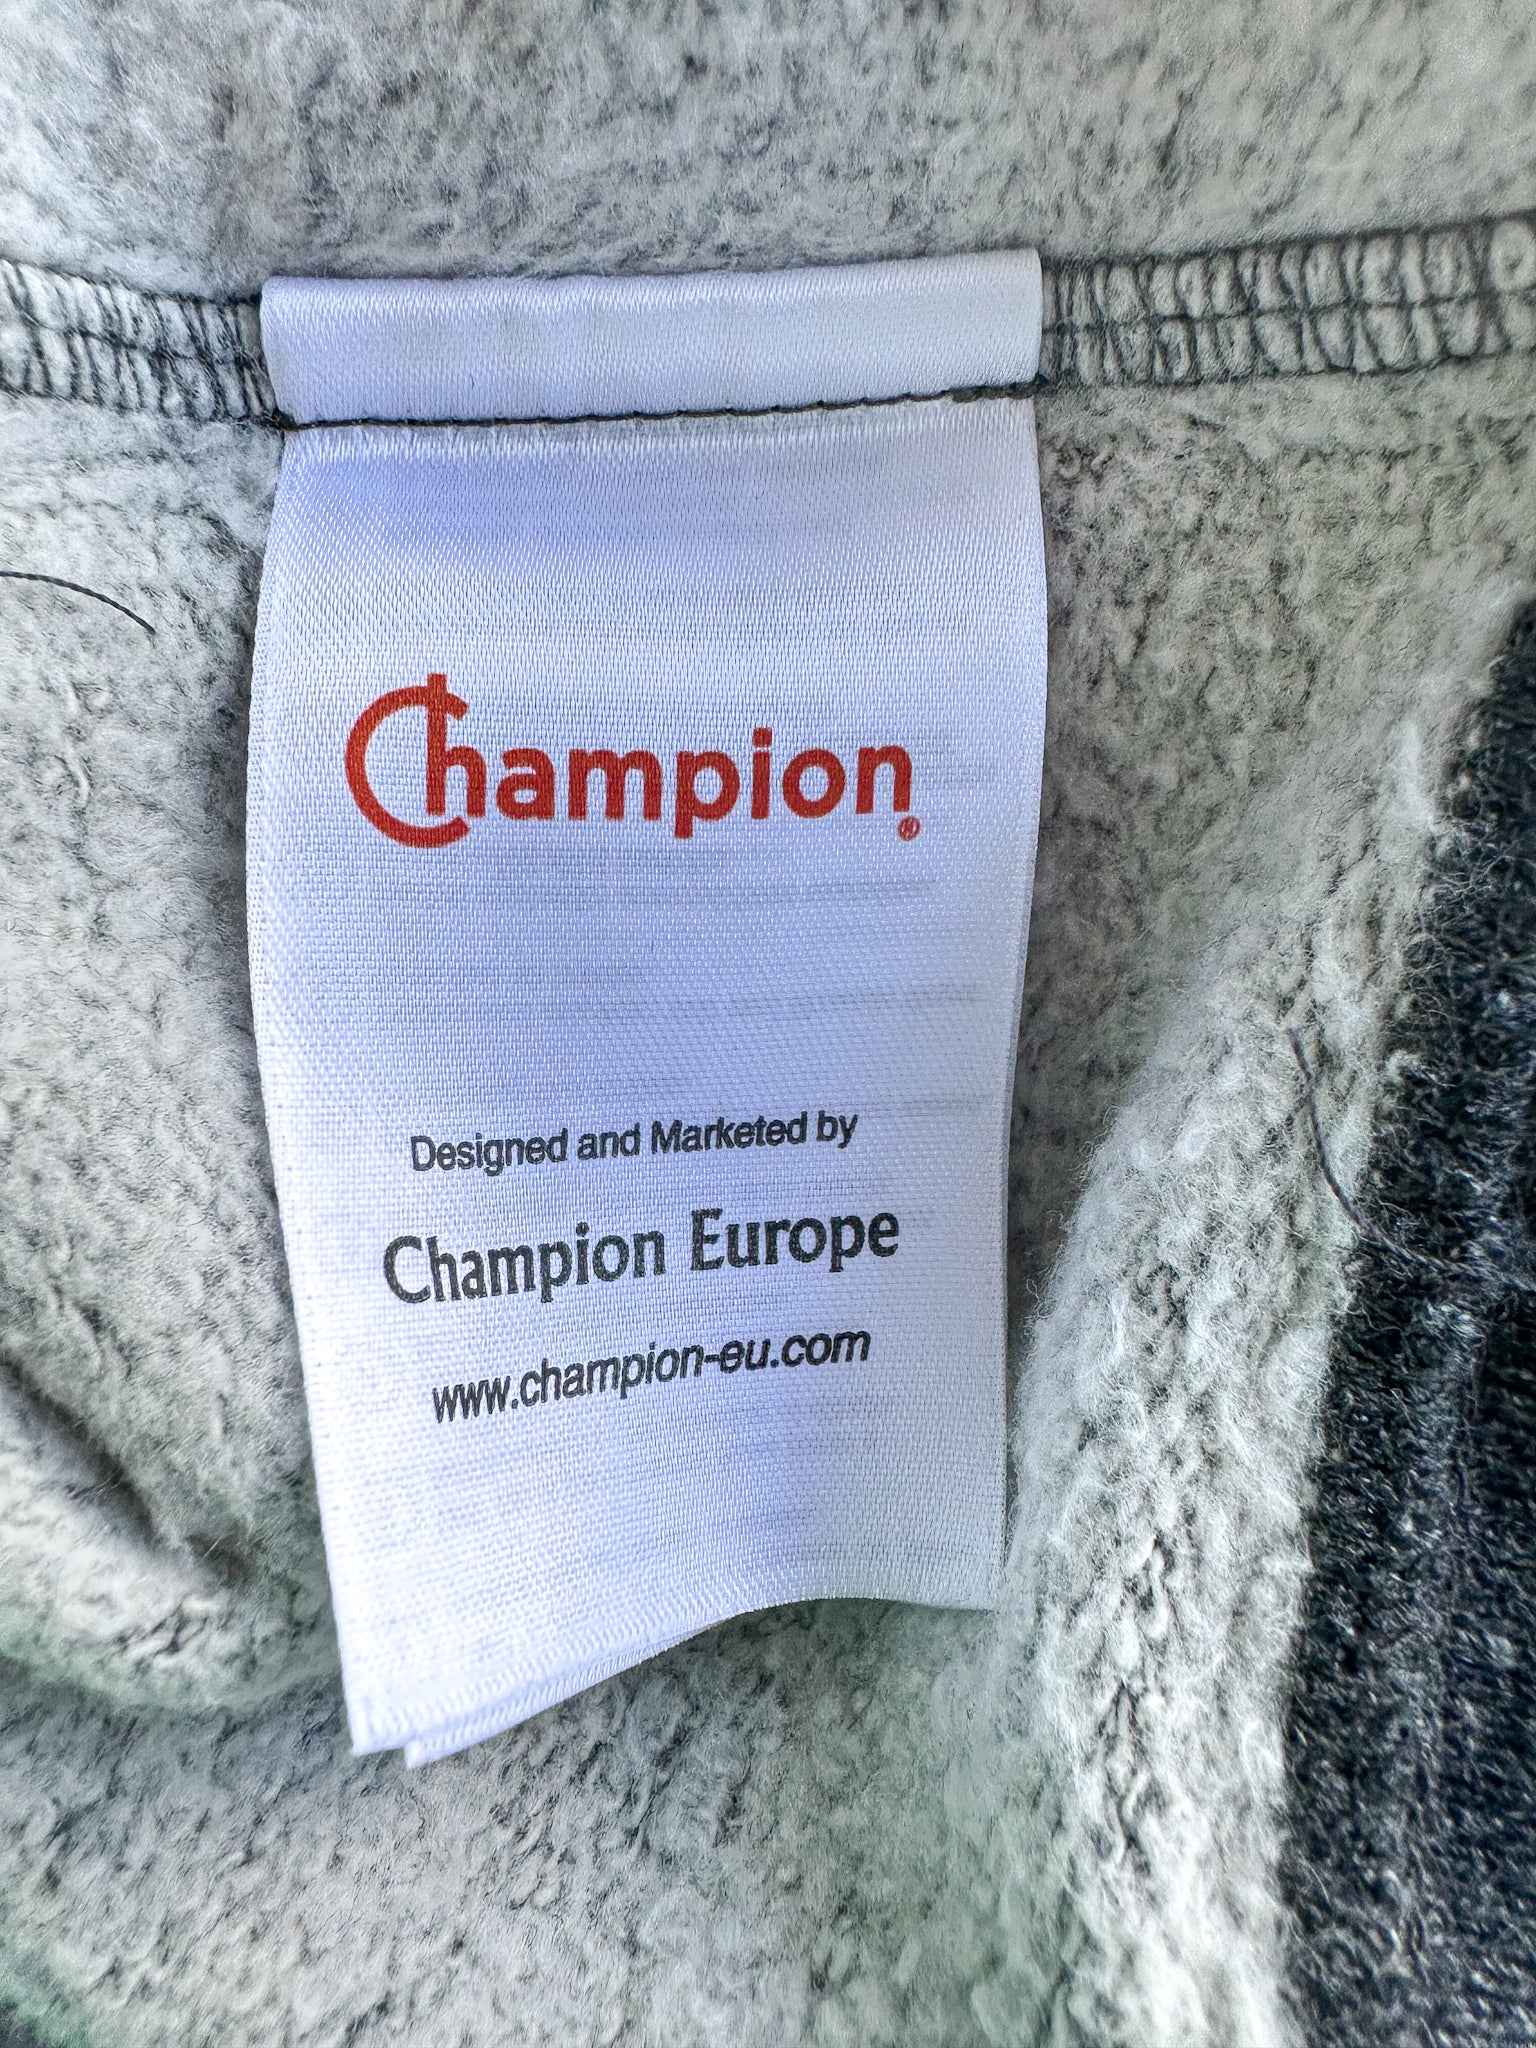 Champion®
Designed and Marketed by
Champion Europe
www.champion-eu.com